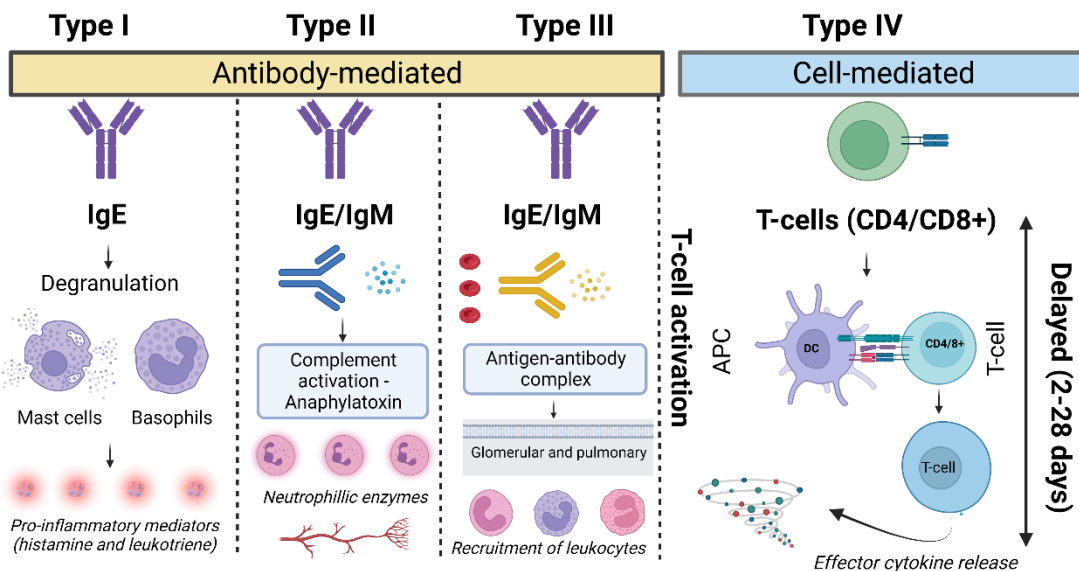 Type I
Type II
Type III
Type IV
Antibody-mediated
Cell-mediated
IgE
Degranulation
Mast cells
Basophils
Pro-inflammatory mediators
(histamine and leukotriene)
IgE/IgM
Complement
activation -
Anaphylatoxin
Neutrophillic enzymes
IgE/IgM
Antigen-antibody
complex
Glomerular and pulmonary
Recruitment of leukocytes
T-cell activation
T-cells (CD4/CD8+)
APC
DC
CD4/8+
T-cell
T-cell
Effector cytokine release
Delayed (2-28 days)